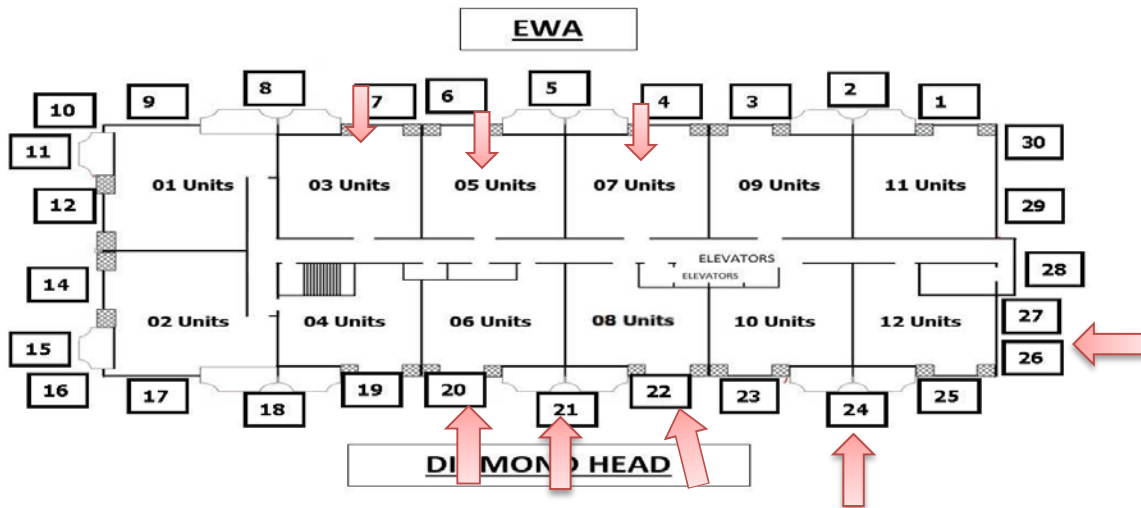 EWA
10 9 8 7 6 5 4 3 2 1
11 30
01 Units 03 Units 05 Units 07 Units 09 Units 11 Units
12 29
ELEVATORS
ELEVATORS
28
14
02 Units 04 Units 06 Units 08 Units 10 Units 12 Units
27
15 26
16 17 18 19 20 21 22 23 24 25
DIAMOND HEAD